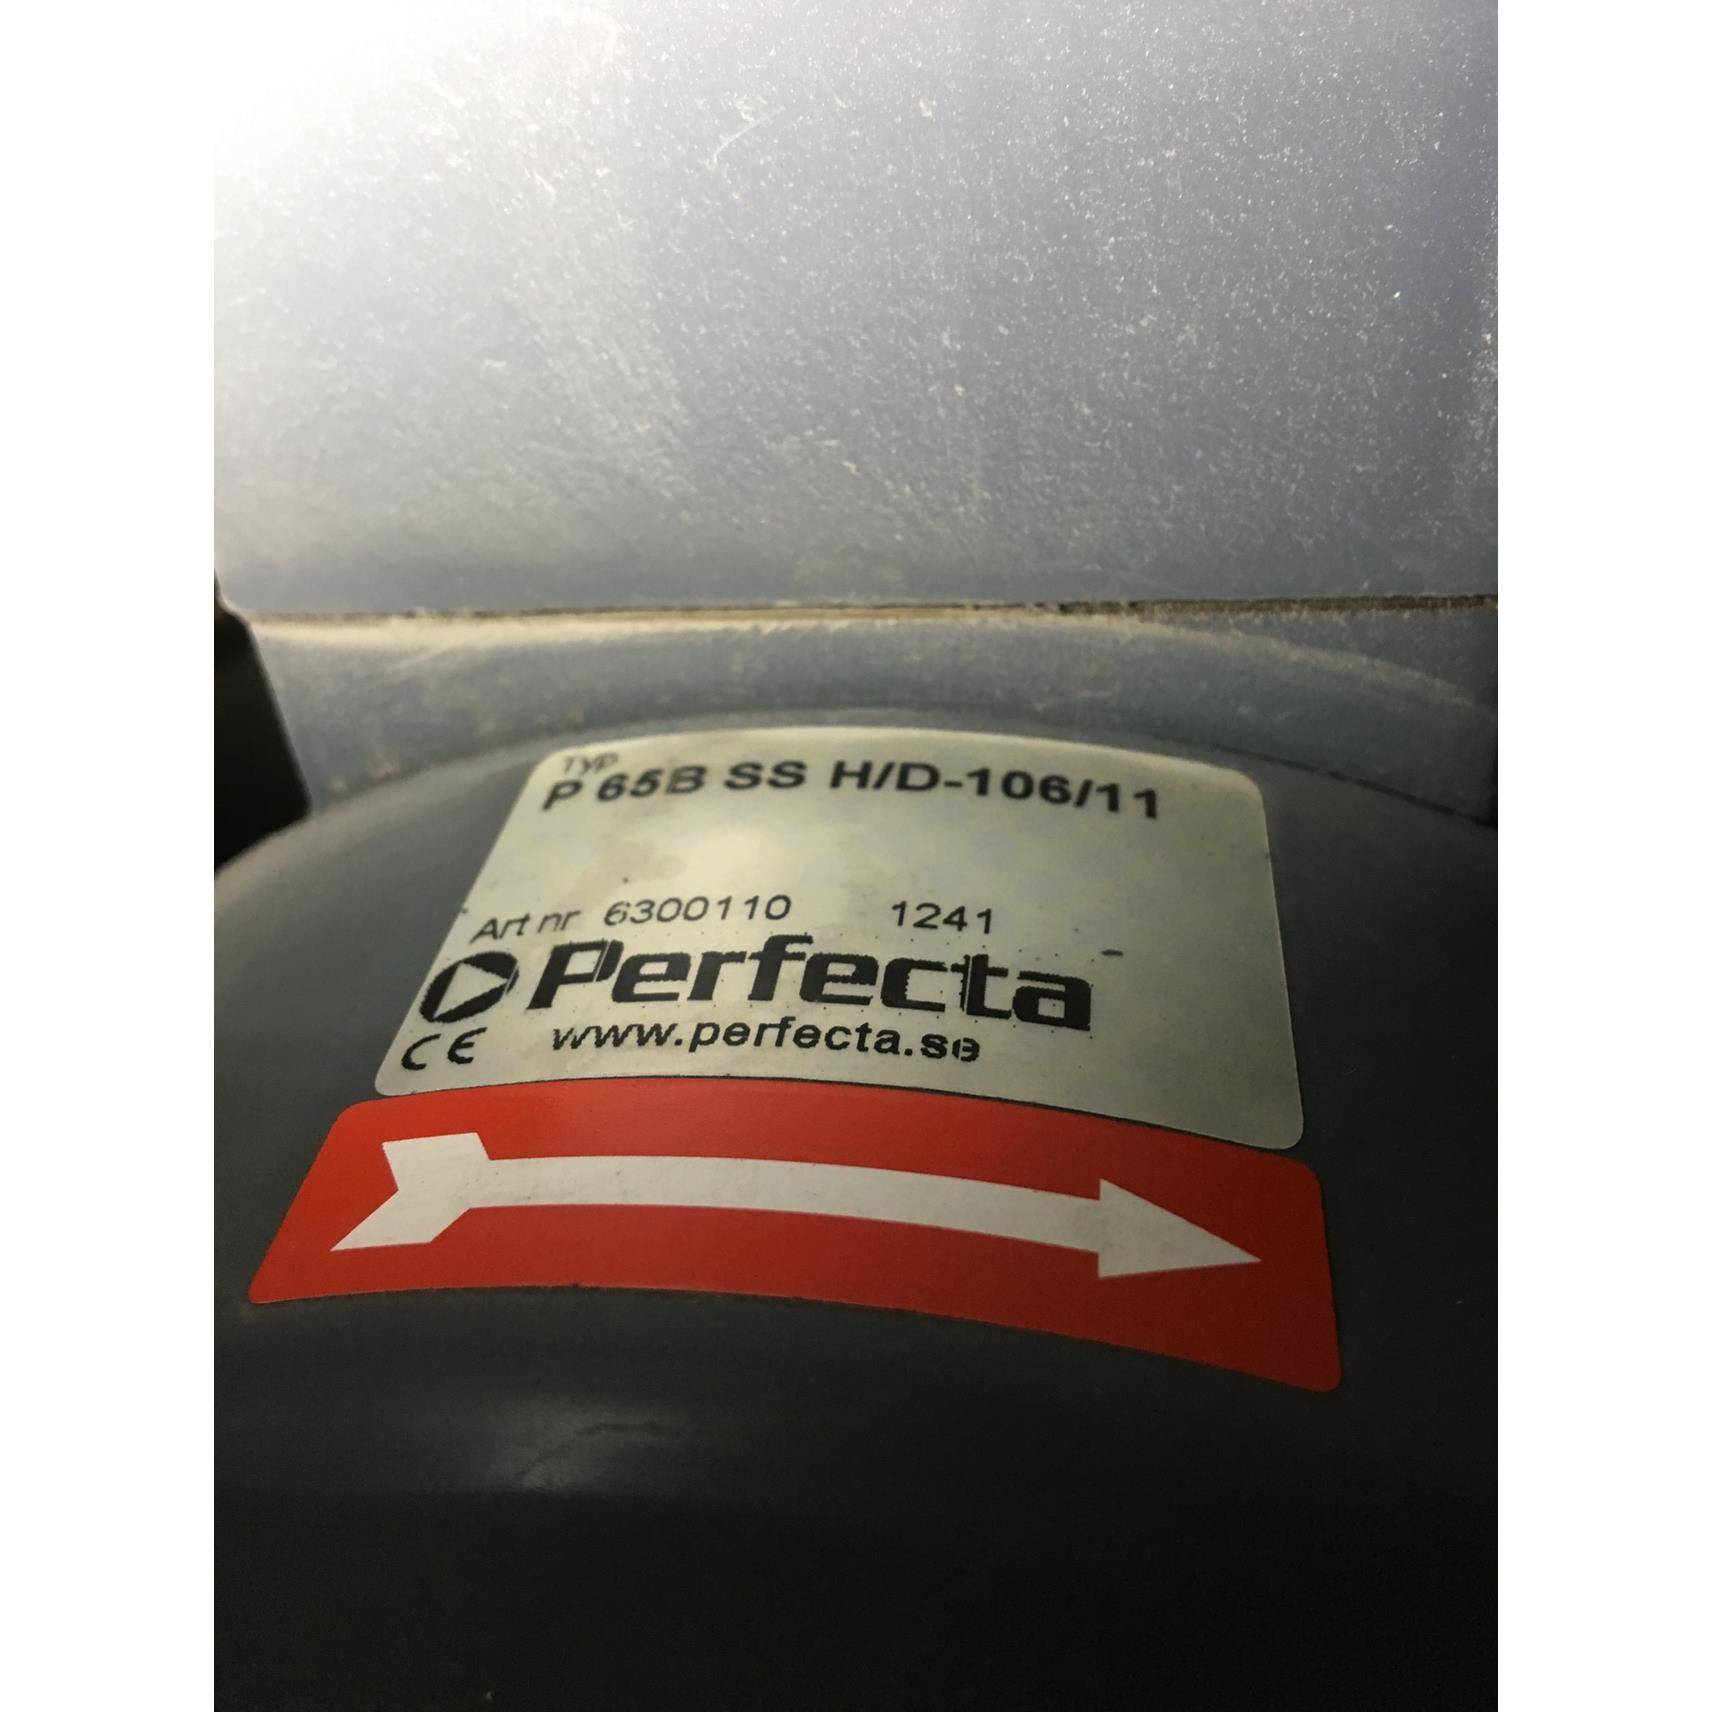 Typ
P 65B SS H/D-106/11
Art nr 6300110 1241
Perfecta
CE www.perfecta.se